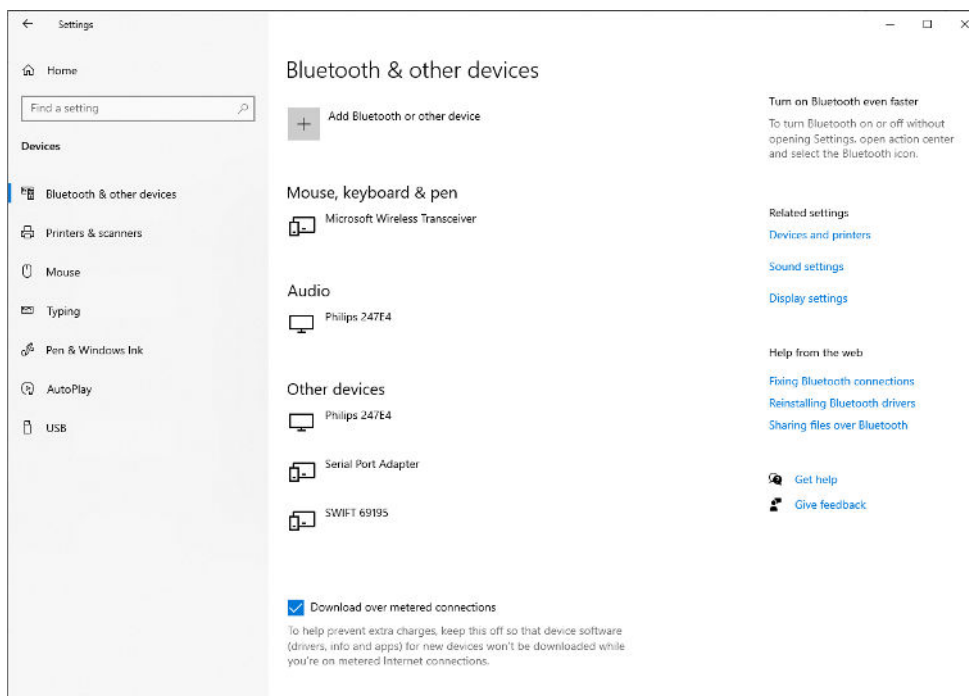 Settings
Home
Find a setting
Devices
Bluetooth & other devices
Printers & scanners
Mouse
Typing
Pen & Windows Ink
AutoPlay
USB
Bluetooth & other devices
Add Bluetooth or other device
Mouse, keyboard & pen
Microsoft Wireless Transceiver
Audio
Philips 247E4
Other devices
Philips 247E4
Serial Port Adapter
SWIFT 69195
Download over metered connections
To help prevent extra charges, keep this off so that device software
(drivers, info and apps) for new devices won't be downloaded while
you're on metered Internet connections.
Turn on Bluetooth even faster
To turn Bluetooth on or off without
opening Settings, open action center
and select the Bluetooth icon.
Related settings
Devices and printers
Sound settings
Display settings
Help from the web
Fixing Bluetooth connections
Reinstalling Bluetooth drivers
Sharing files over Bluetooth
Get help
Give feedback